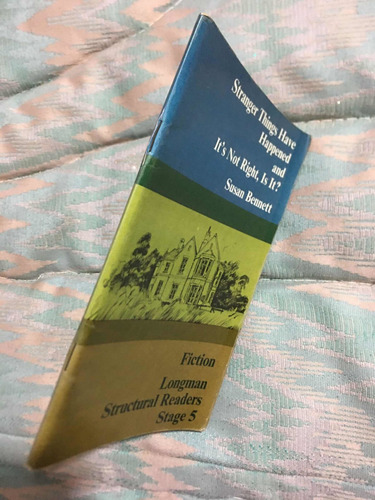 Stranger Things Have
Happened
and
It's Not Right, Is It?
Susan Bennett
Fiction
Longman
Structural Readers
Stage 5